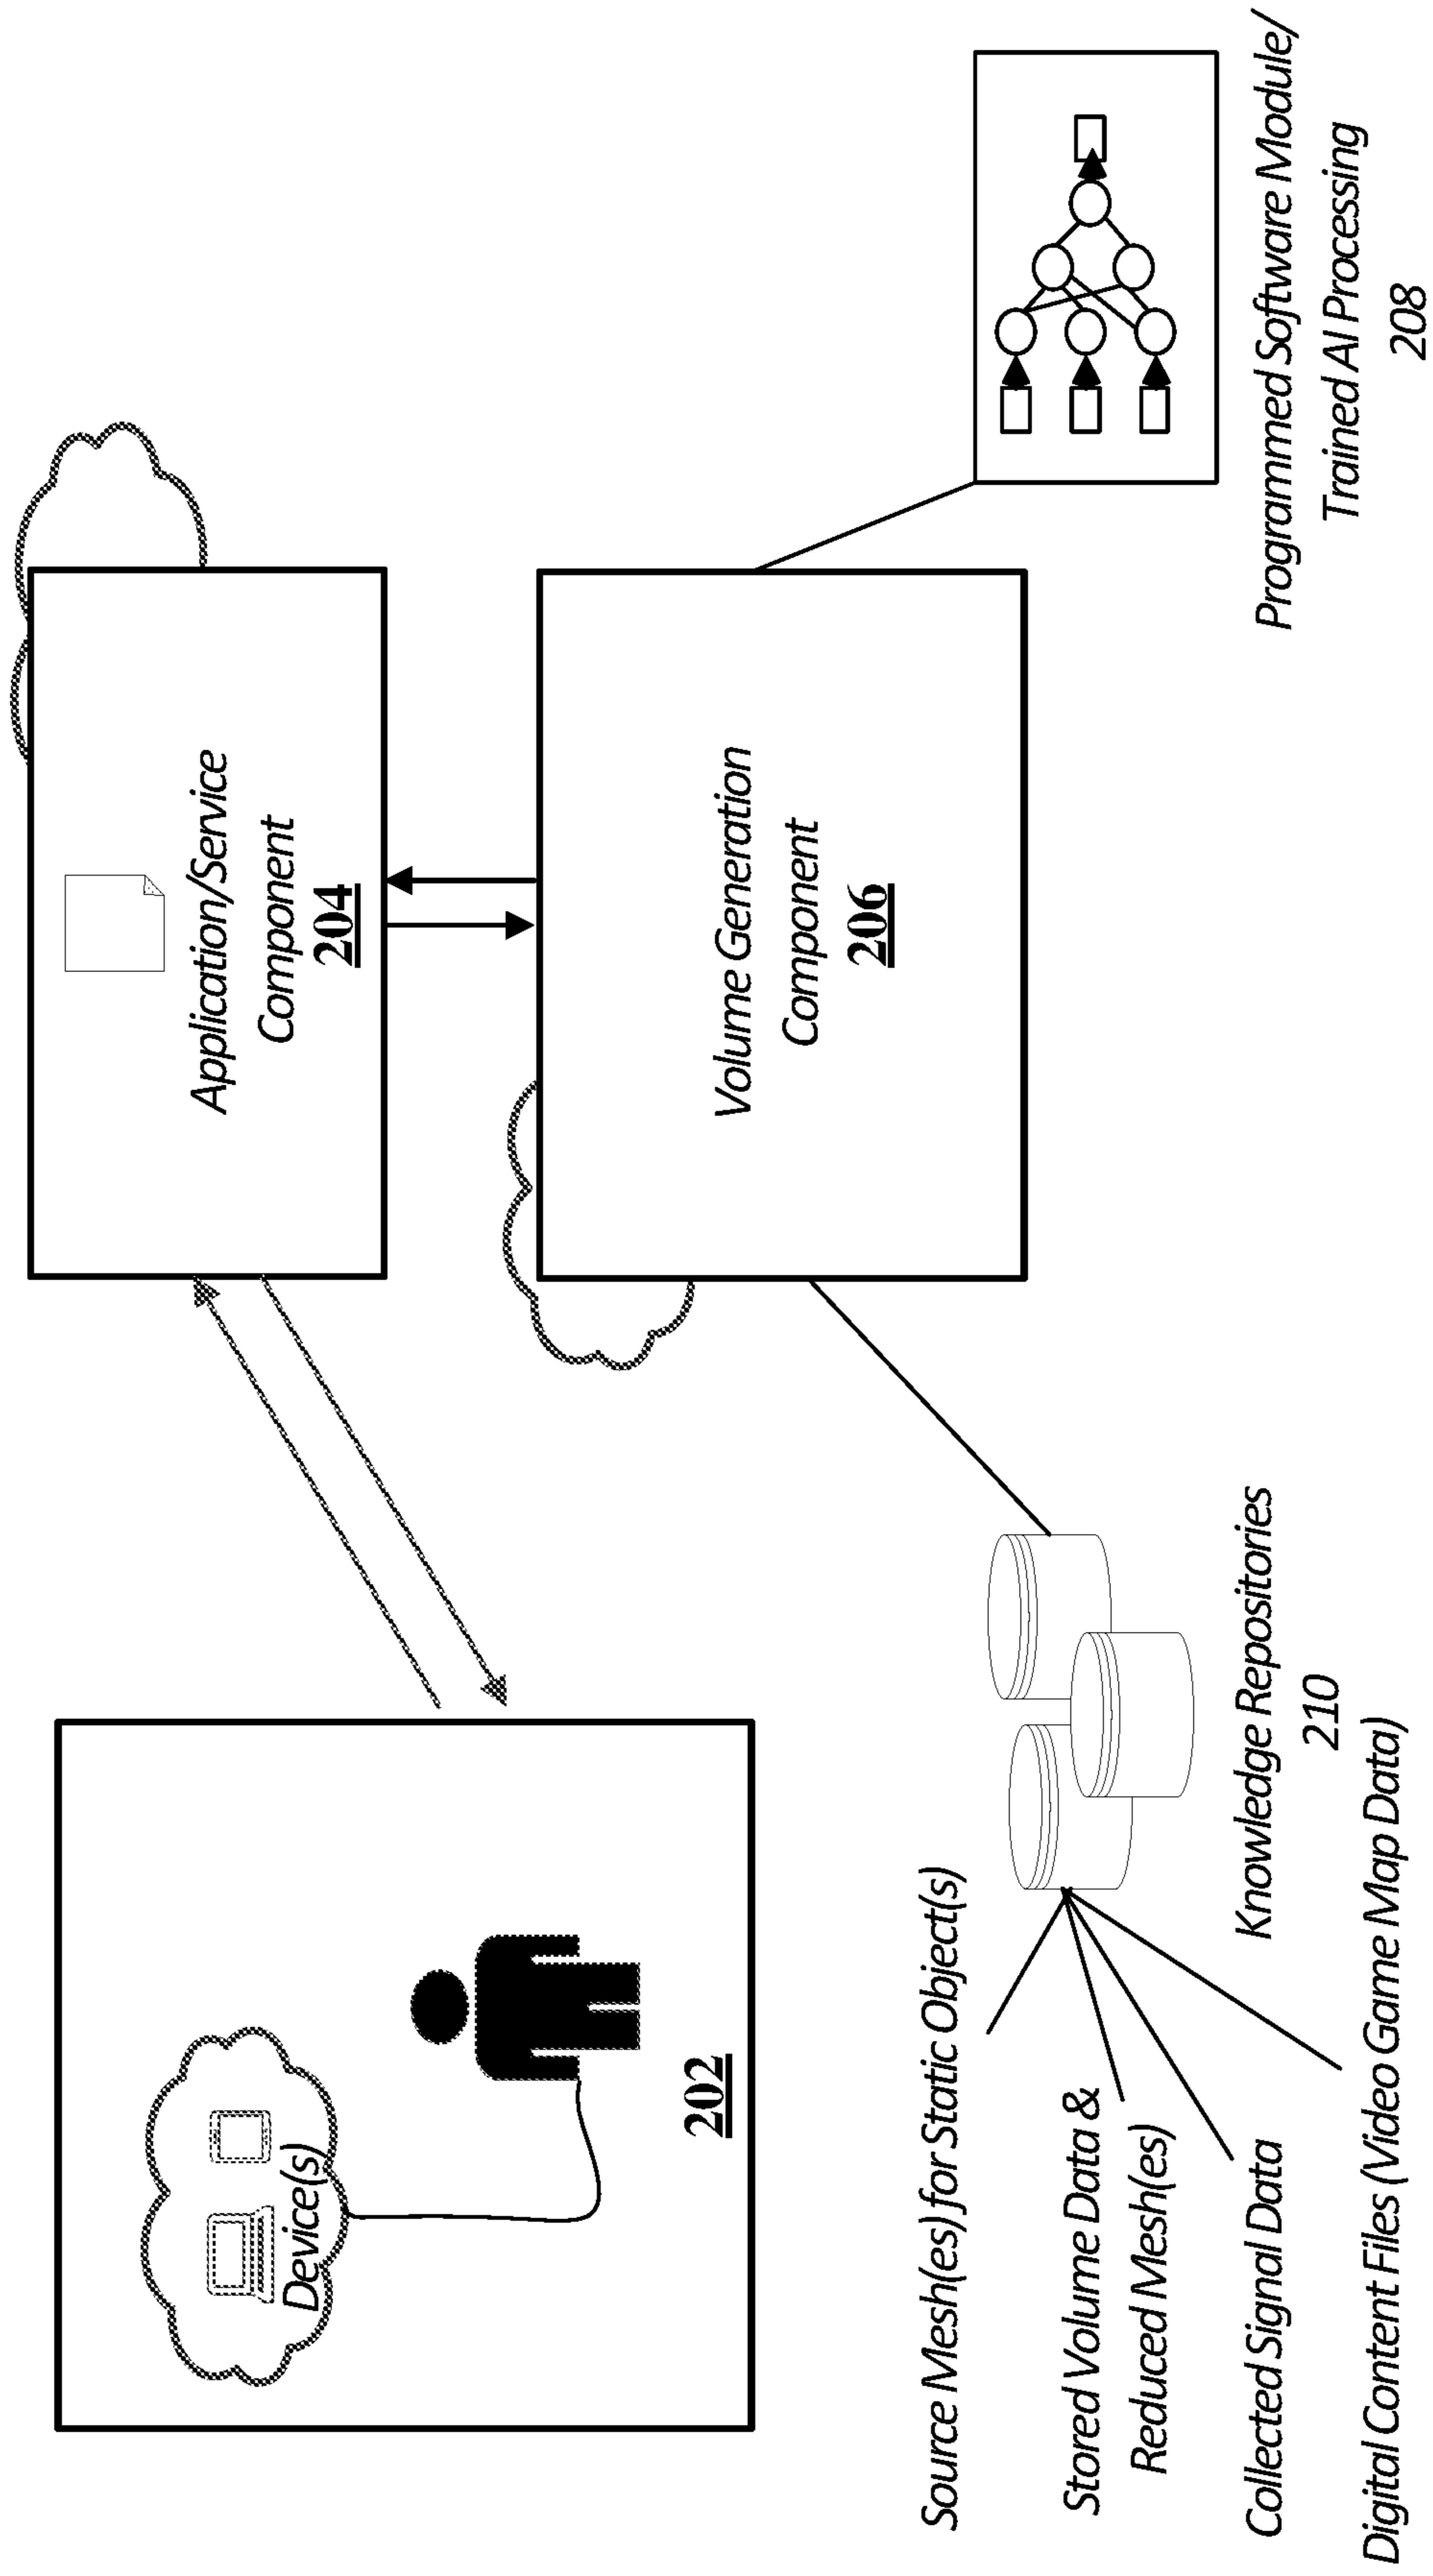 Device(s)
202
Application/Service
Component
204
Volume Generation
Component
206
Source Mesh(es) for Static Object(s)
Stored Volume Data &
Reduced Mesh(es)
Collected Signal Data
Digital Content Files (Video Game Map Data)
Knowledge Repositories
210
Programmed Software Module/
Trained AI Processing
208